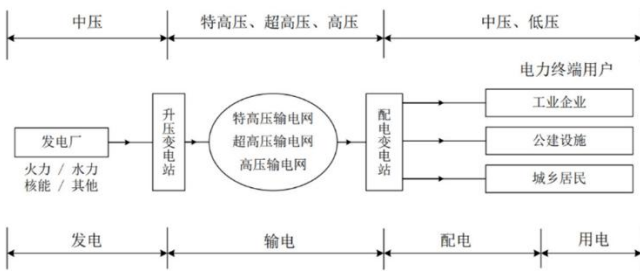 中压
特高压、超高压、高压
中压、低压
电力终端用户
发电厂
火力 / 水力
核能 / 其他
升压变电站
特高压输电网
超高压输电网
高压输电网
配电变电站
工业企业
公建设施
城乡居民
发电
输电
配电
用电